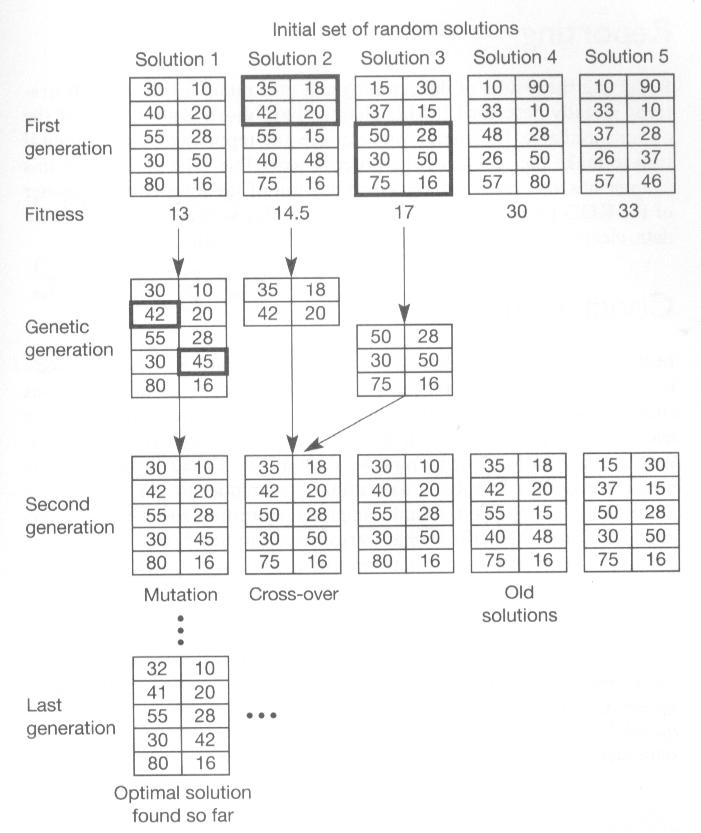 Initial set of random solutions
Solution 1 Solution 2 Solution 3 Solution 4 Solution 5
First
generation
30 10 35 18 15 30 10 90 10 90
40 20 42 20 37 15 33 10 33 10
55 28 55 15 50 28 48 28 37 28
30 50 40 48 30 50 26 50 26 37
80 16 75 16 75 16 57 80 57 46
Fitness 13 14.5 17 30 33
Genetic
generation
30 10 35 18
42 20 42 20
55 28 50 28
30 45 30 50
80 16 75 16
Second
generation
30 10 35 18 30 10 35 18 15 30
42 20 42 20 40 20 42 20 37 15
55 28 50 28 55 28 55 15 50 28
30 45 30 50 30 50 40 48 30 50
80 16 75 16 80 16 75 16 75 16
Mutation Cross-over Old
solutions
Last
generation
32 10
41 20
55 28
30 42
80 16
Optimal solution
found so far